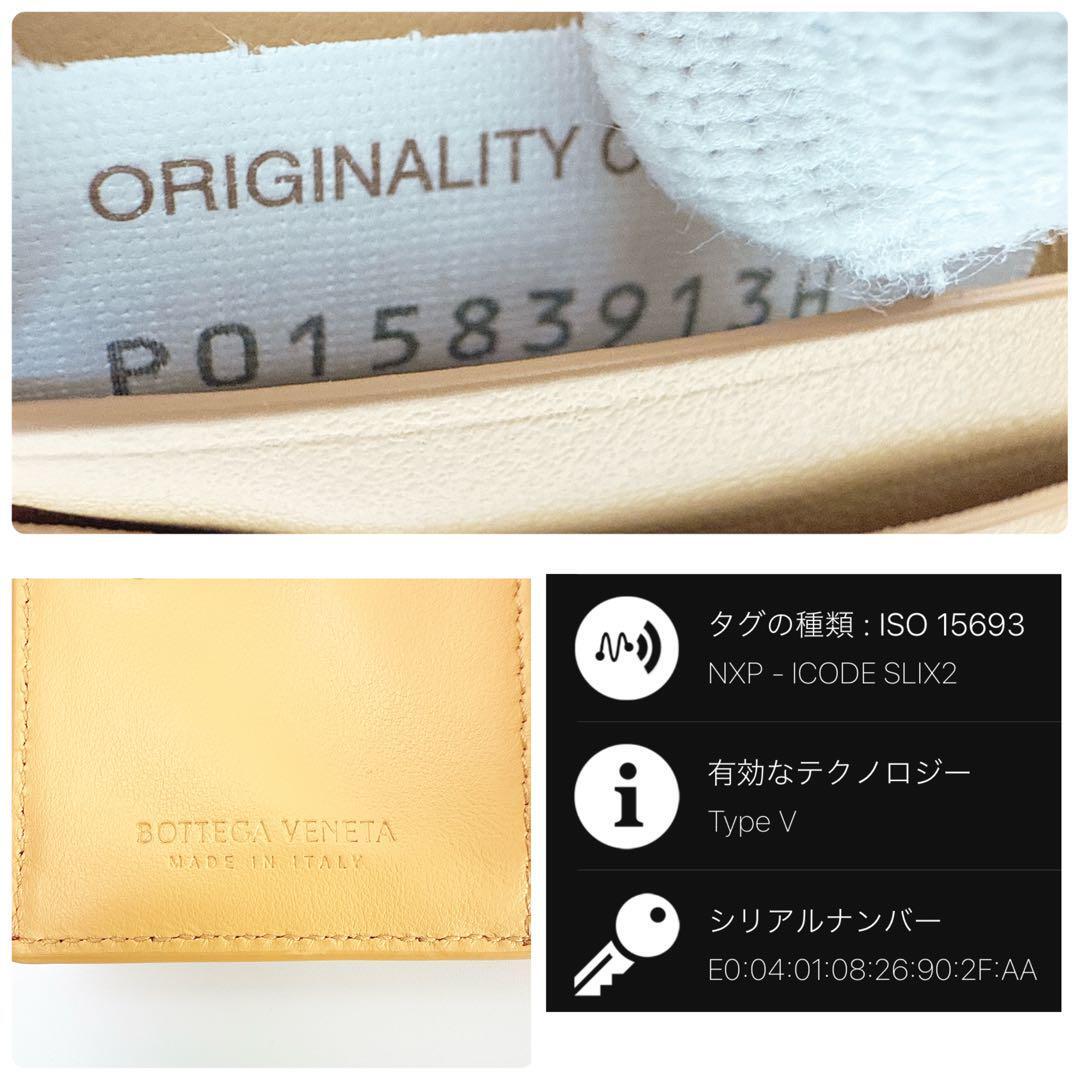 ORIGINALITY C
P01583913H
BOTTEGA VENETA
MADE IN ITALY
タグの種類 : ISO 15693
NXP - ICODE SLIX2
有効なテクノロジー
Type V
シリアルナンバー
E0:04:01:08:26:90:2F:AA